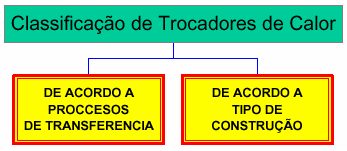 Classificação de Trocadores de Calor
DE ACORDO A
PROCCESOS
DE TRANSFERENCIA
DE ACORDO A
TIPO DE
CONSTRUÇÃO